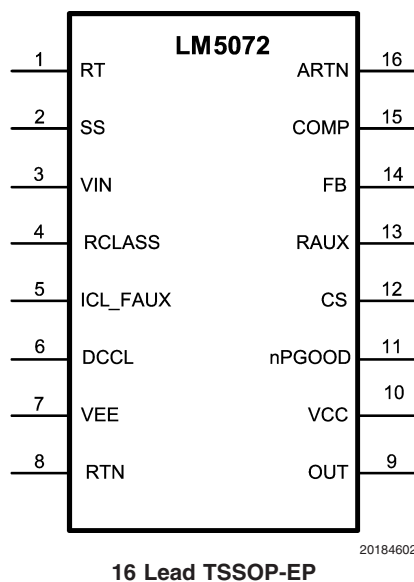 LM5072
1 RT ARTN 16
2 SS COMP 15
3 VIN FB 14
4 RCLASS RAUX 13
5 ICL_FAUX CS 12
6 DCCL nPGOOD 11
7 VEE VCC 10
8 RTN OUT 9
20184602
16 Lead TSSOP-EP